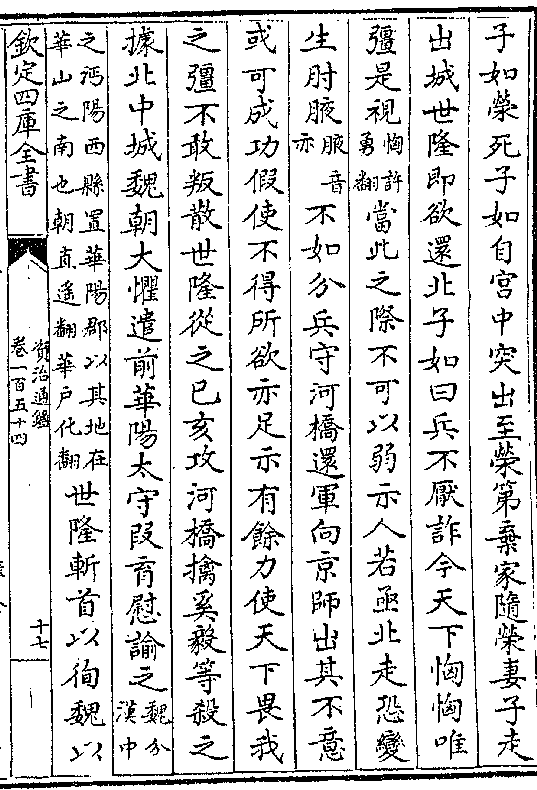 子如榮死子如自宫中突出至榮第棄家隨榮妻子走
出城世隆即欲還北子如曰兵不厭詐今天下恟恟唯
彊是視恟許勇翻當此之際不可以弱示人若亟北走恐變
生肘腋腋音亦不如分兵守河橋還軍向京師出其不意
或可成功假使不得所欲亦足示有餘力使天下畏我
之彊不敢叛散世隆從之己亥攻河橋擒奚毅等殺之
據北中城魏朝大懼遣前華陽太守段育慰諭之魏分漢中
之沔陽西縣置華陽郡以其地在華山之南也朝直遙翻華戶化翻世隆斬首以徇魏以
欽定四庫全書
資治通鑑
卷一百五十四
十七